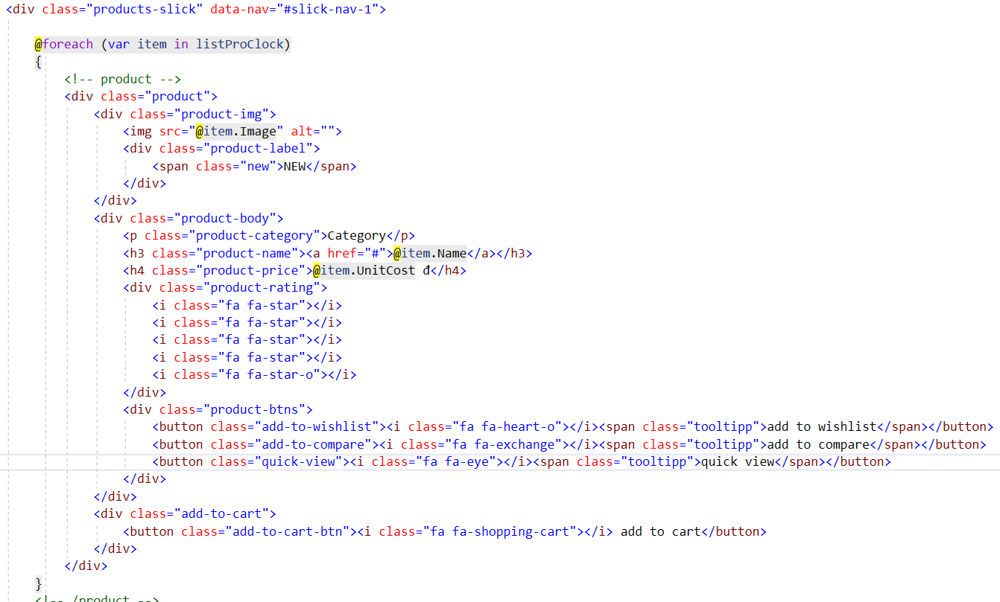 <div class="products-slick" data-nav="#slick-nav-1">
@foreach (var item in listProClock)
{
<!-- product -->
<div class="product">
<div class="product-img">
<img src="@item.Image" alt="">
<div class="product-label">
<span class="new">NEW</span>
</div>
</div>
<div class="product-body">
<p class="product-category">Category</p>
<h3 class="product-name"><a href="#">@item.Name</a></h3>
<h4 class="product-price">@item.UnitCost đ</h4>
<div class="product-rating">
<i class="fa fa-star"></i>
<i class="fa fa-star"></i>
<i class="fa fa-star"></i>
<i class="fa fa-star"></i>
<i class="fa fa-star-o"></i>
</div>
<div class="product-btns">
<button class="add-to-wishlist"><i class="fa fa-heart-o"></i><span class="tooltipp">add to wishlist</span></button>
<button class="add-to-compare"><i class="fa fa-exchange"></i><span class="tooltipp">add to compare</span></button>
<button class="quick-view"><i class="fa fa-eye"></i><span class="tooltipp">quick view</span></button>
</div>
</div>
<div class="add-to-cart">
<button class="add-to-cart-btn"><i class="fa fa-shopping-cart"></i> add to cart</button>
</div>
</div>
}
<!-- /product -->